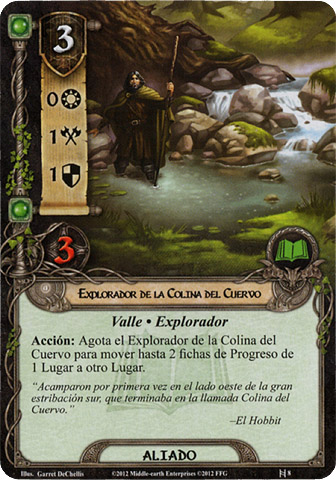 3
0
1
1
3
Explorador de la Colina del Cuervo
Valle • Explorador
Acción: Agota el Explorador de la Colina del
Cuervo para mover hasta 2 fichas de Progreso de
1 Lugar a otro Lugar.
“Acamparon por primera vez en el lado oeste de la gran
estribación sur, que terminaba en la llamada Colina del
Cuervo.”
–El Hobbit
ALIADO
Illus. Garret DeChellis
©2012 Middle-earth Enterprises ©2012 FFG
8